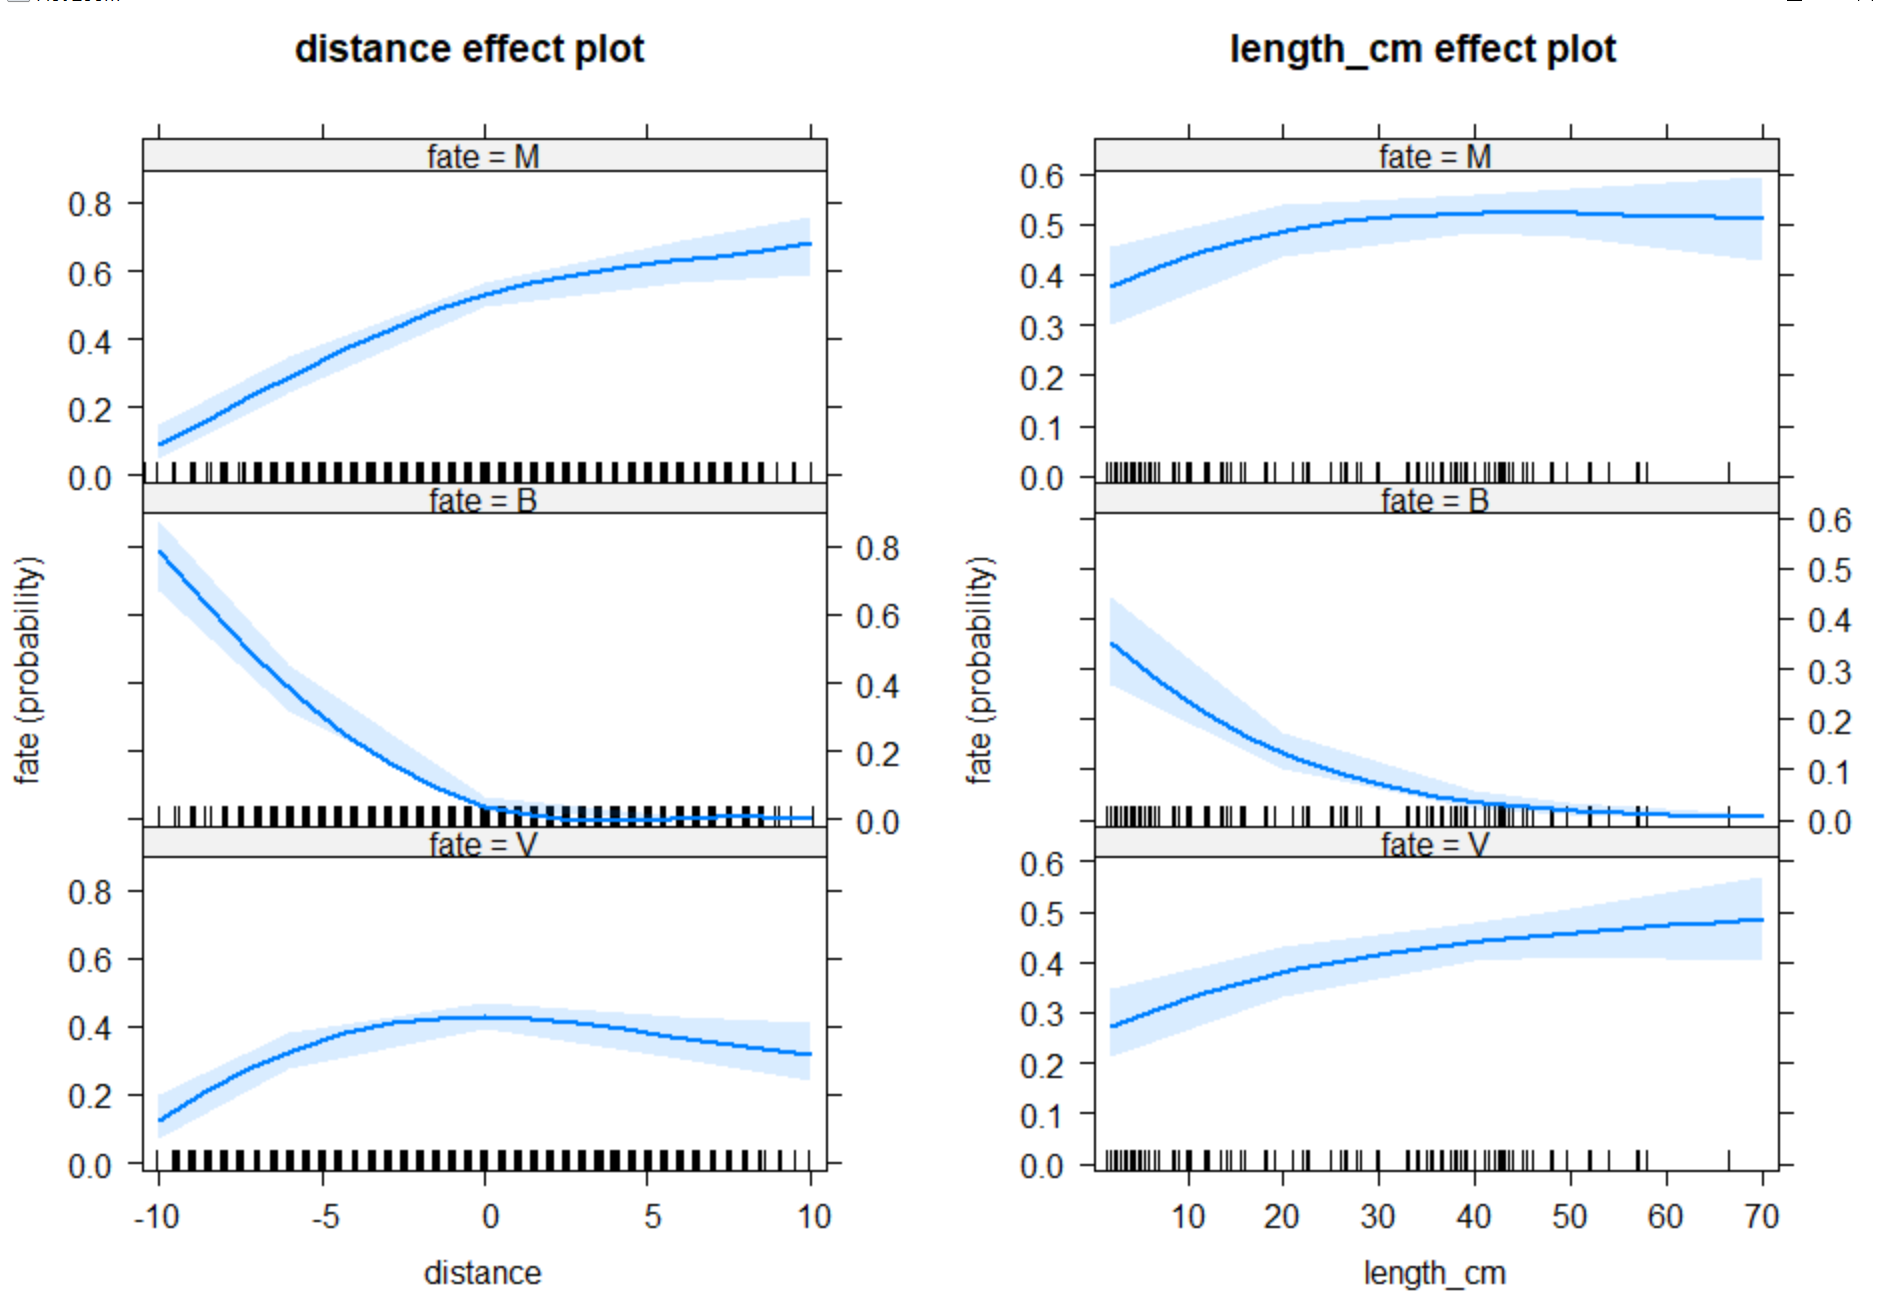 distance effect plot
fate = M
0.8
0.6
0.4
0.2
0.0
fate = B
0.8
0.6
0.4
0.2
0.0
fate = V
0.8
0.6
0.4
0.2
0.0
-10 -5 0 5 10
distance
fate (probability)
length_cm effect plot
fate = M
0.6
0.5
0.4
0.3
0.2
0.1
0.0
fate = B
0.6
0.5
0.4
0.3
0.2
0.1
0.0
fate = V
0.6
0.5
0.4
0.3
0.2
0.1
0.0
10 20 30 40 50 60 70
length_cm
fate (probability)